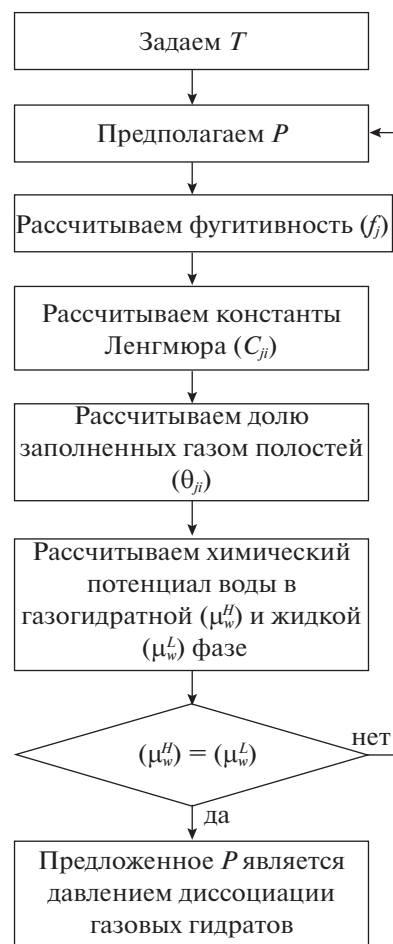 Задаем T
Предполагаем P
Рассчитываем фугитивность (fj)
Рассчитываем константы
Ленгмюра (Cji)
Рассчитываем долю
заполненных газом полостей
(θji)
Рассчитываем химический
потенциал воды в
газогидратной (μwH) и жидкой
(μwL) фазе
(μwH) = (μwL)
нет
да
Предложенное P является
давлением диссоциации
газовых гидратов